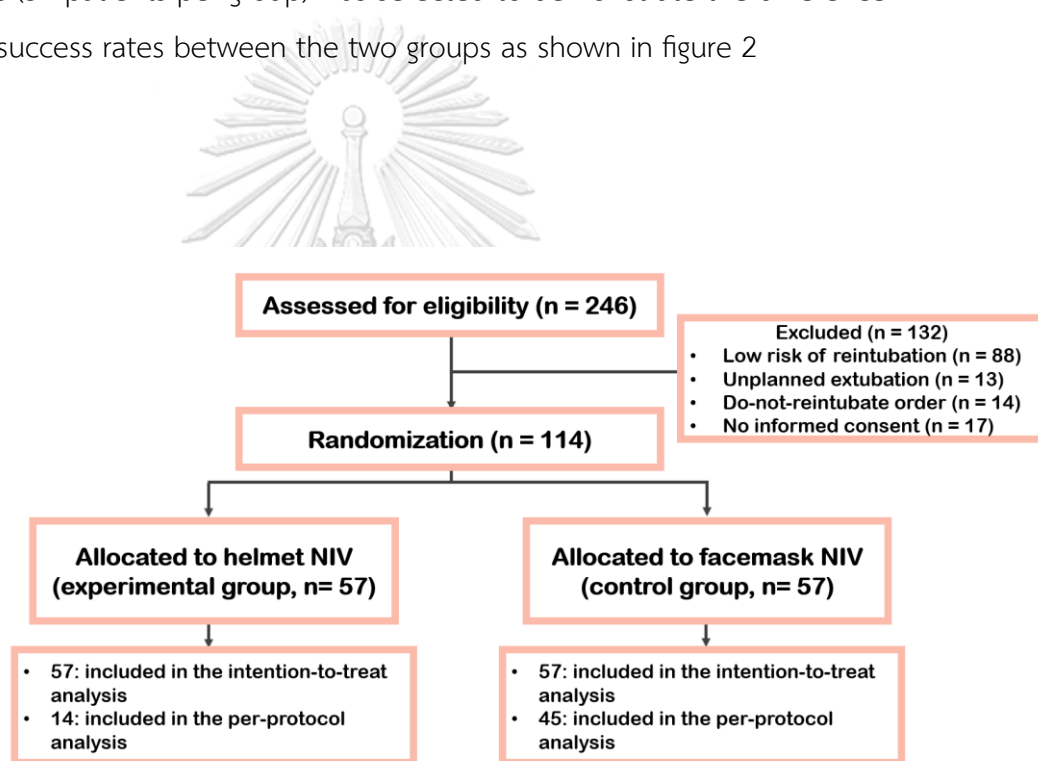 success rates between the two groups as shown in figure 2
Assessed for eligibility (n = 246)
Excluded (n = 132)
• Low risk of reintubation (n = 88)
• Unplanned extubation (n = 13)
• Do-not-reintubate order (n = 14)
• No informed consent (n = 17)
Randomization (n = 114)
Allocated to helmet NIV
(experimental group, n= 57)
Allocated to facemask NIV
(control group, n= 57)
• 57: included in the intention-to-treat
analysis
• 14: included in the per-protocol
analysis
• 57: included in the intention-to-treat
analysis
• 45: included in the per-protocol
analysis